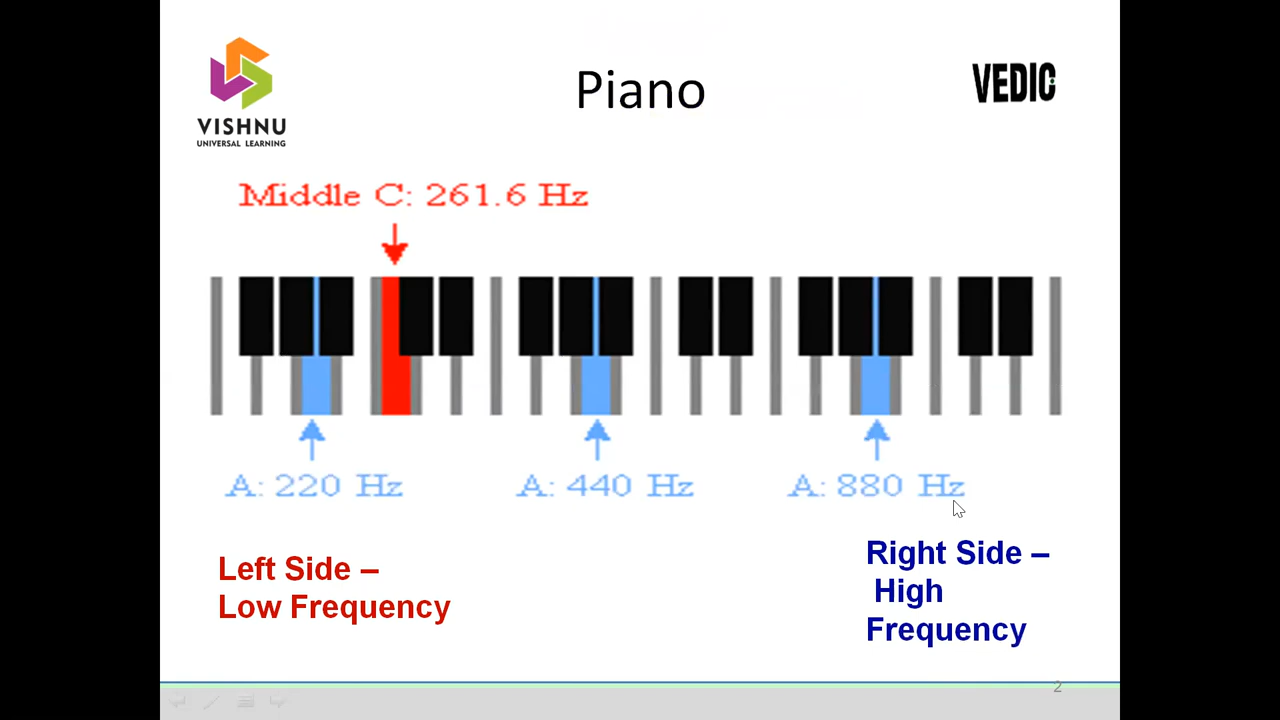 VISHNU
UNIVERSAL LEARNING
Piano
VEDIC
Middle C: 261.6 Hz
A: 220 Hz
A: 440 Hz
A: 880 Hz
Left Side –
Low Frequency
Right Side –
High
Frequency
2